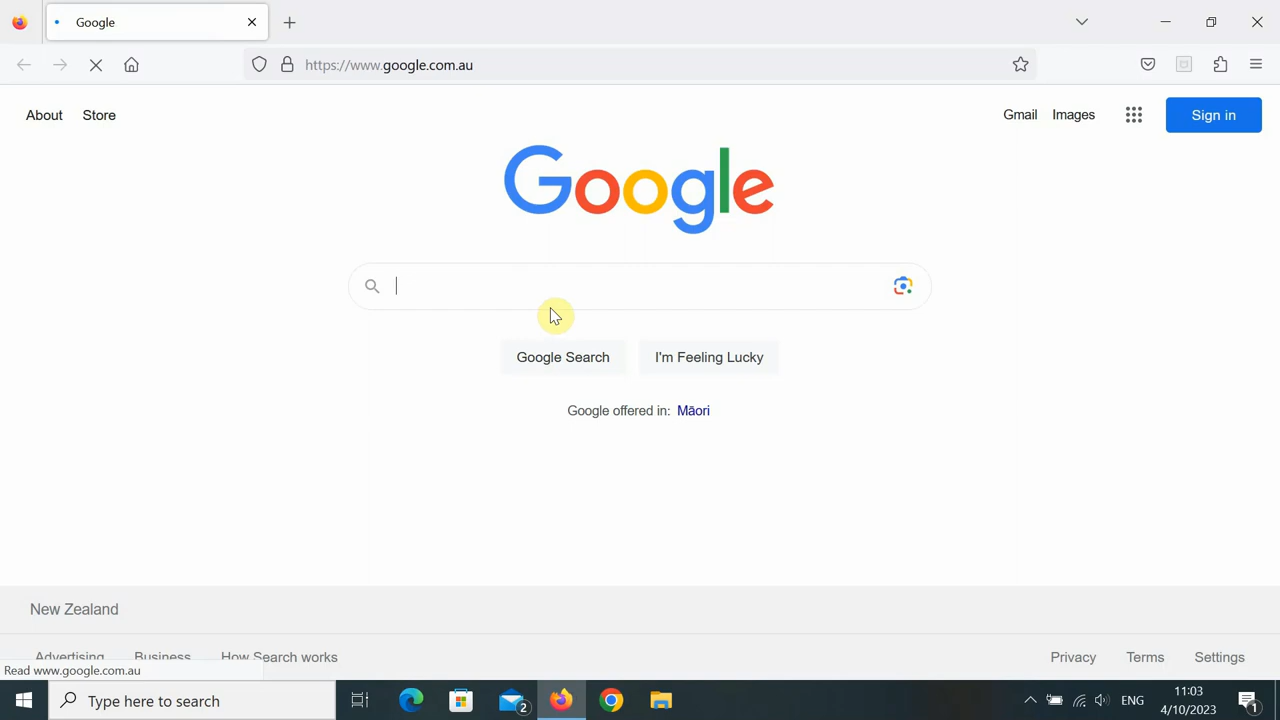 Google
https://www.google.com.au
About Store Gmail Images Sign in
Google
Google Search I'm Feeling Lucky
Google offered in: Māori
New Zealand
Advertising Business How Search works Privacy Terms Settings
Read www.google.com.au
Type here to search 2 ENG 11:03
4/10/2023 1